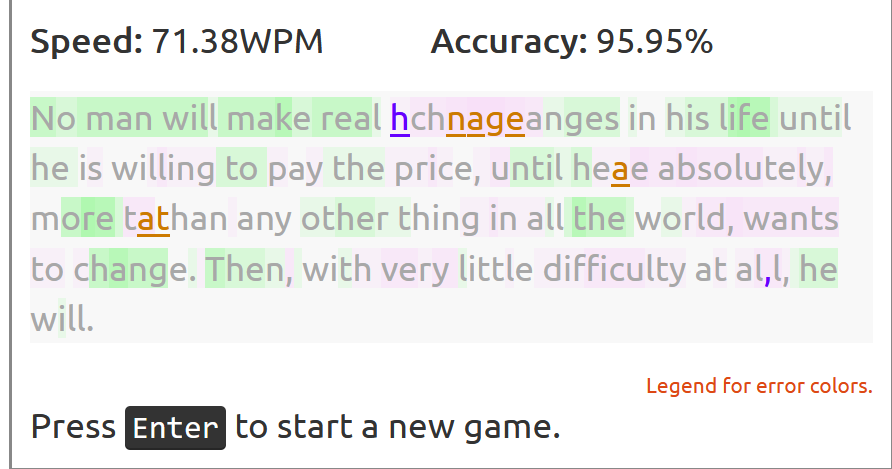 Speed: 71.38WPM Accuracy: 95.95%
No man will make real hchnageanges in his life until
he is willing to pay the price, until heae absolutely,
more tathan any other thing in all the world, wants
to change. Then, with very little difficulty at al,l, he
will.
Legend for error colors.
Press Enter to start a new game.